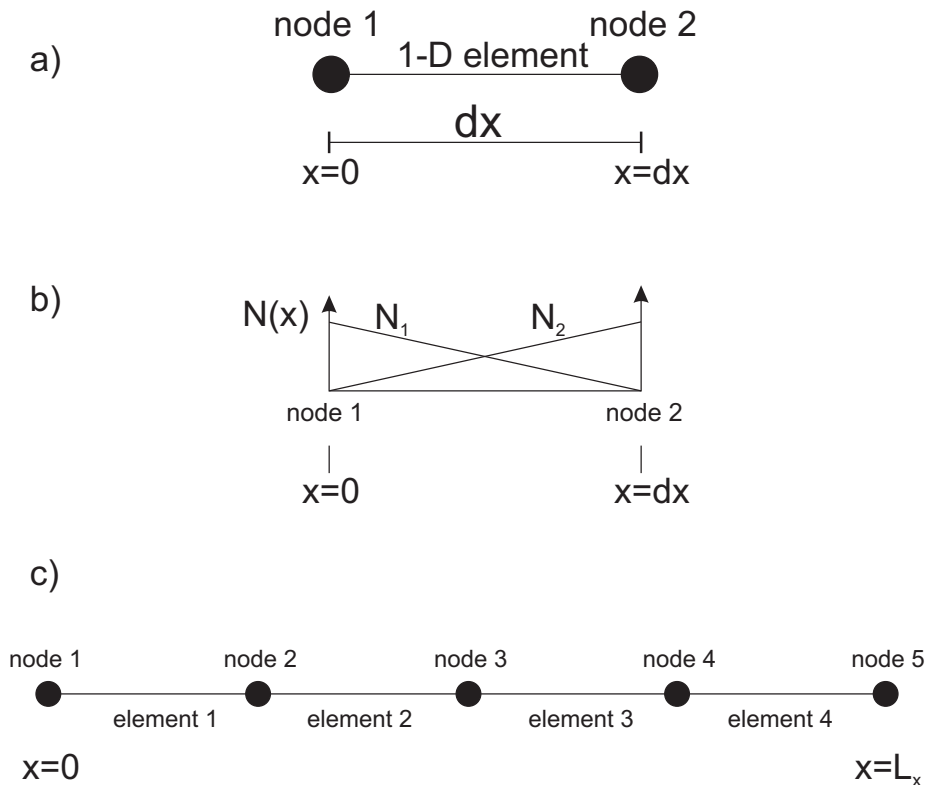 a)
node 1 node 2
1-D element
dx
x=0 x=dx
b)
N(x) N₁ N₂
node 1 node 2
x=0 x=dx
c)
node 1 node 2 node 3 node 4 node 5
element 1 element 2 element 3 element 4
x=0 x=Lₓ